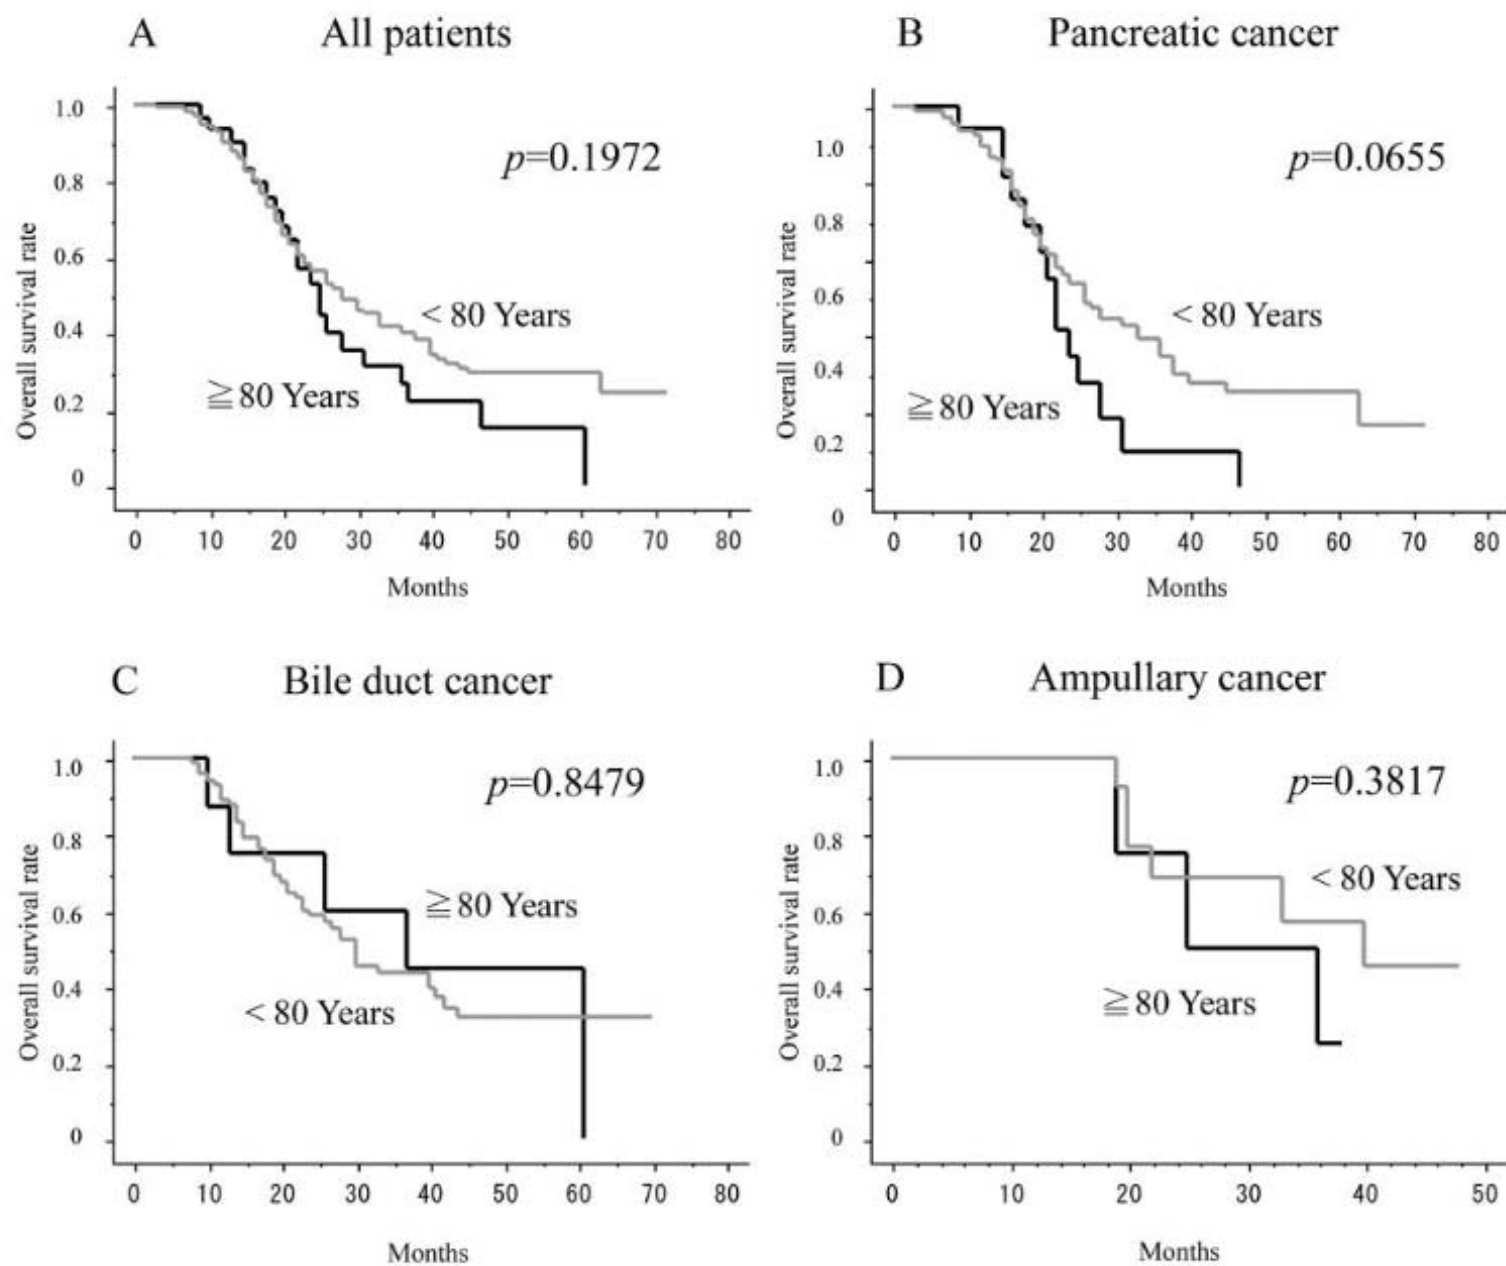 A All patients
1.0
0.8
0.6
0.4
0.2
0
Overall survival rate
p=0.1972
< 80 Years
≧80 Years
0 10 20 30 40 50 60 70 80
Months
B Pancreatic cancer
1.0
0.8
0.6
0.4
0.2
0
Overall survival rate
p=0.0655
< 80 Years
≧80 Years
0 10 20 30 40 50 60 70 80
Months
C Bile duct cancer
1.0
0.8
0.6
0.4
0.2
0
Overall survival rate
p=0.8479
≧80 Years
< 80 Years
0 10 20 30 40 50 60 70 80
Months
D Ampullary cancer
1.0
0.8
0.6
0.4
0.2
0
Overall survival rate
p=0.3817
< 80 Years
≧80 Years
0 10 20 30 40 50
Months